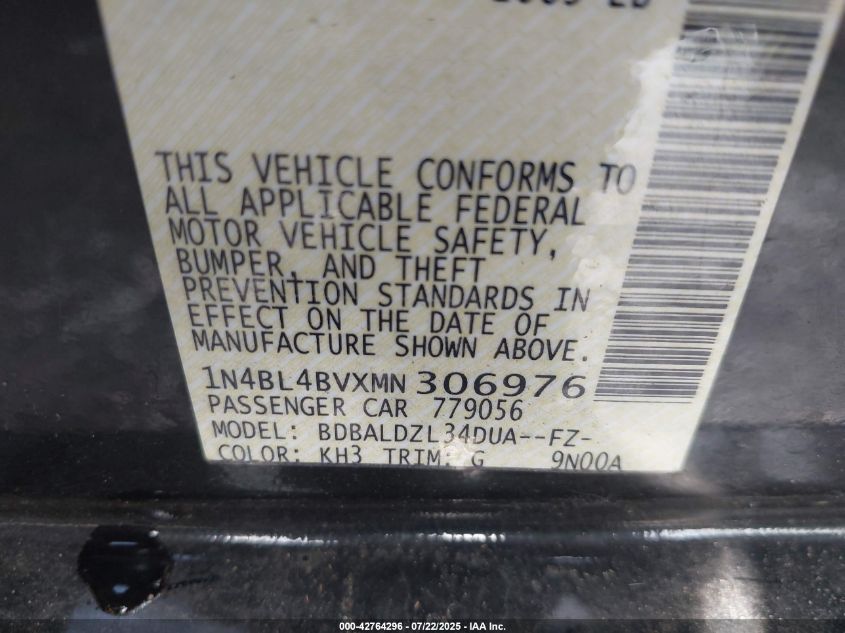 THIS VEHICLE CONFORMS TO
ALL APPLICABLE FEDERAL
MOTOR VEHICLE SAFETY,
BUMPER, AND THEFT
PREVENTION STANDARDS IN
EFFECT ON THE DATE OF
MANUFACTURE SHOWN ABOVE.
1N4BL4BVXMN 306976
PASSENGER CAR 779056
MODEL: BDBALDZL34DUA--FZ-
COLOR: KH3 TRIM: G 9N00A
000-42764296 - 07/22/2025 - IAA Inc.